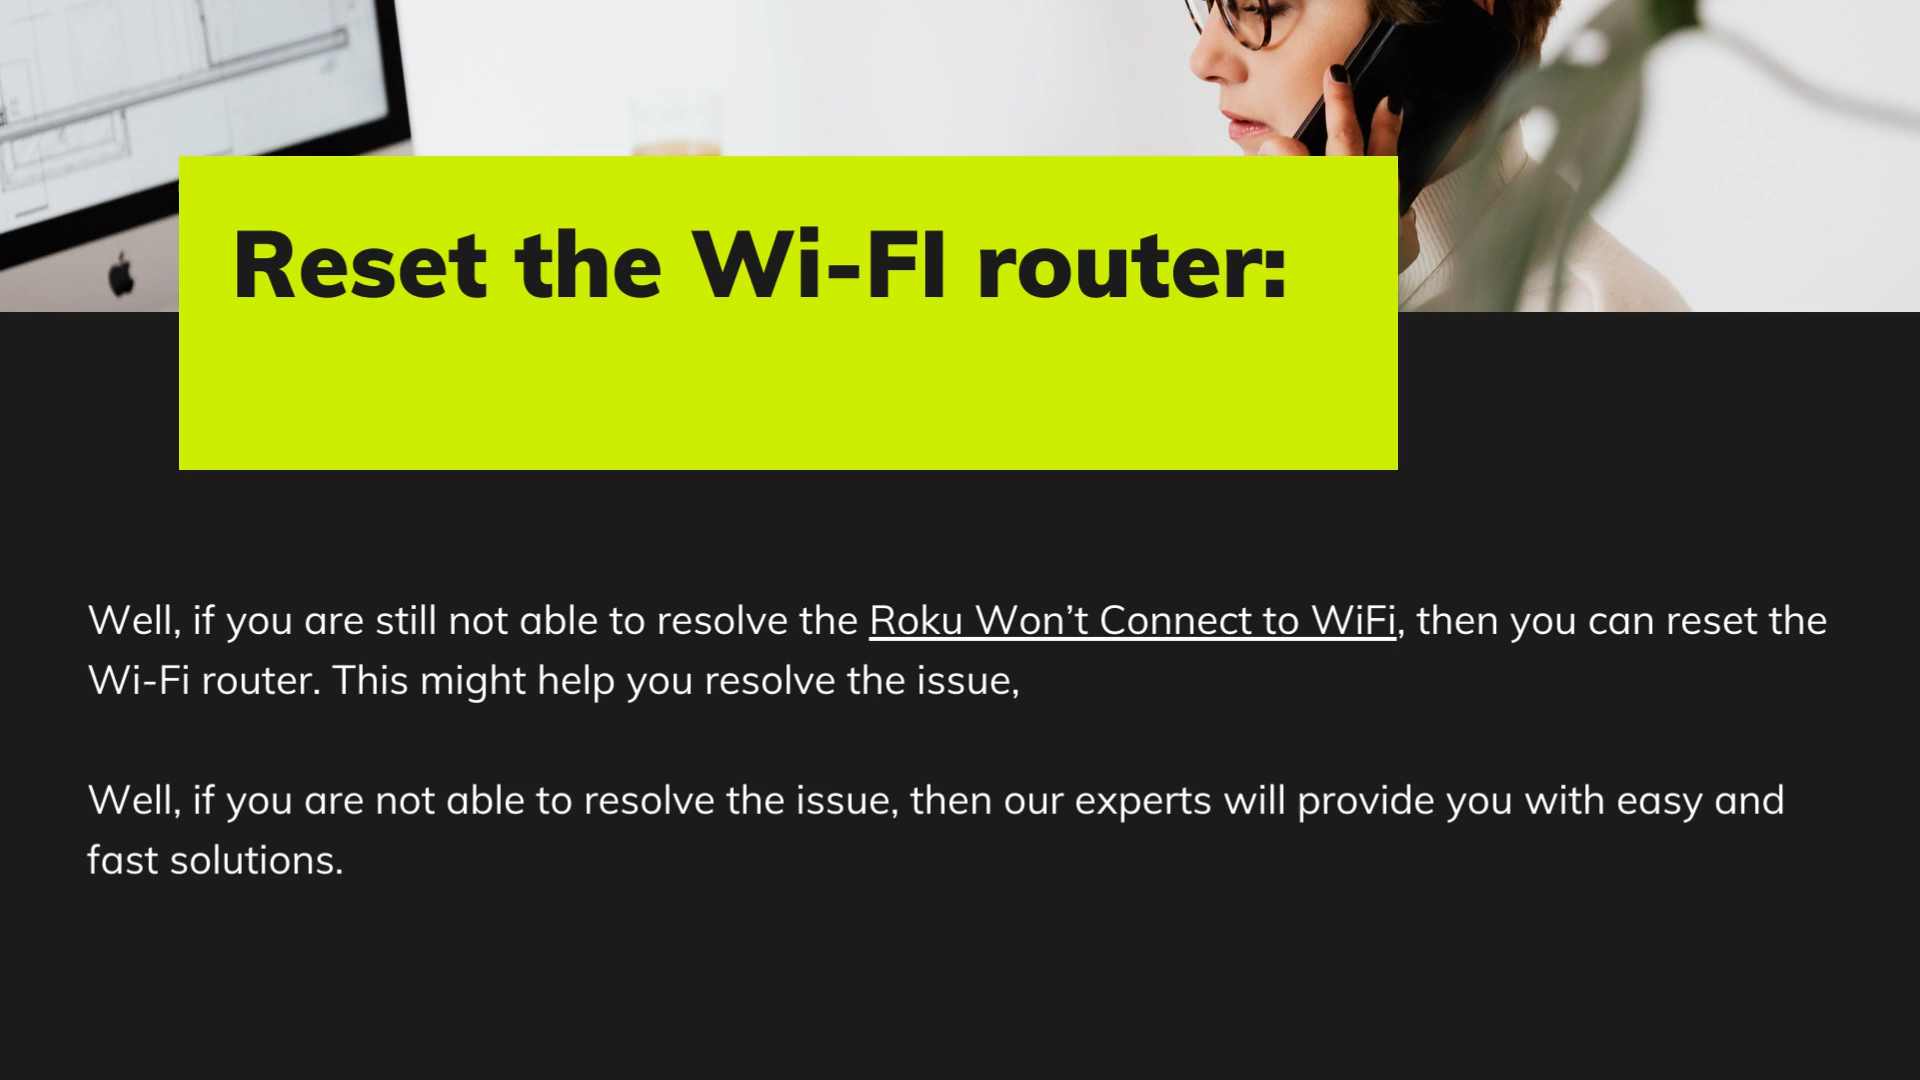 Reset the Wi-FI router:
Well, if you are still not able to resolve the Roku Won’t Connect to WiFi, then you can reset the
Wi-Fi router. This might help you resolve the issue,
Well, if you are not able to resolve the issue, then our experts will provide you with easy and
fast solutions.